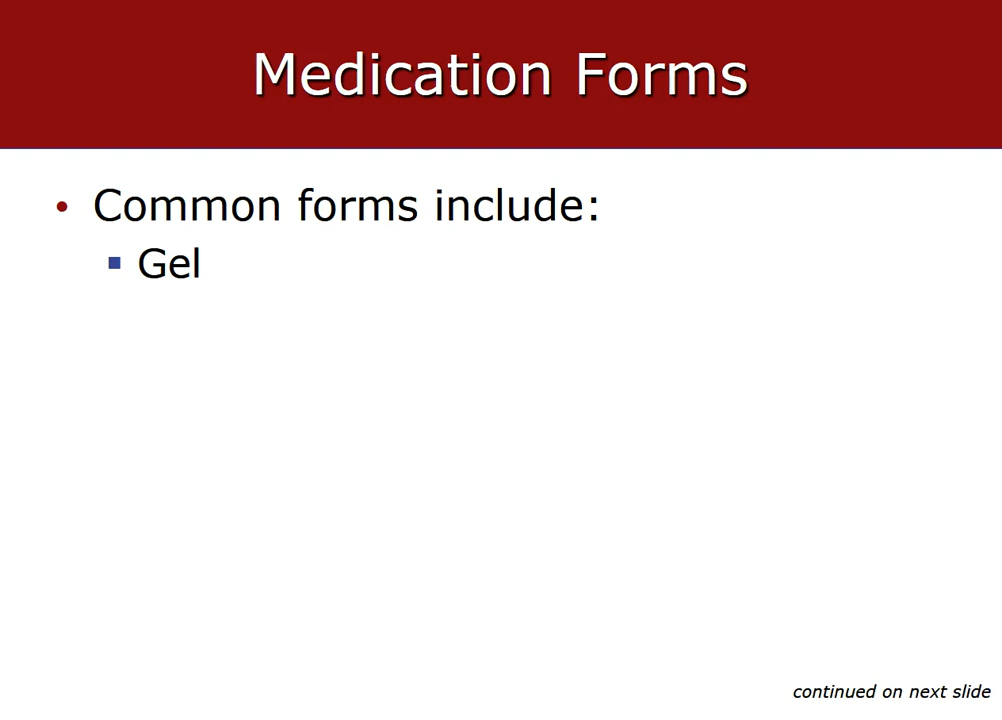 Medication Forms
• Common forms include:
▪ Gel
continued on next slide